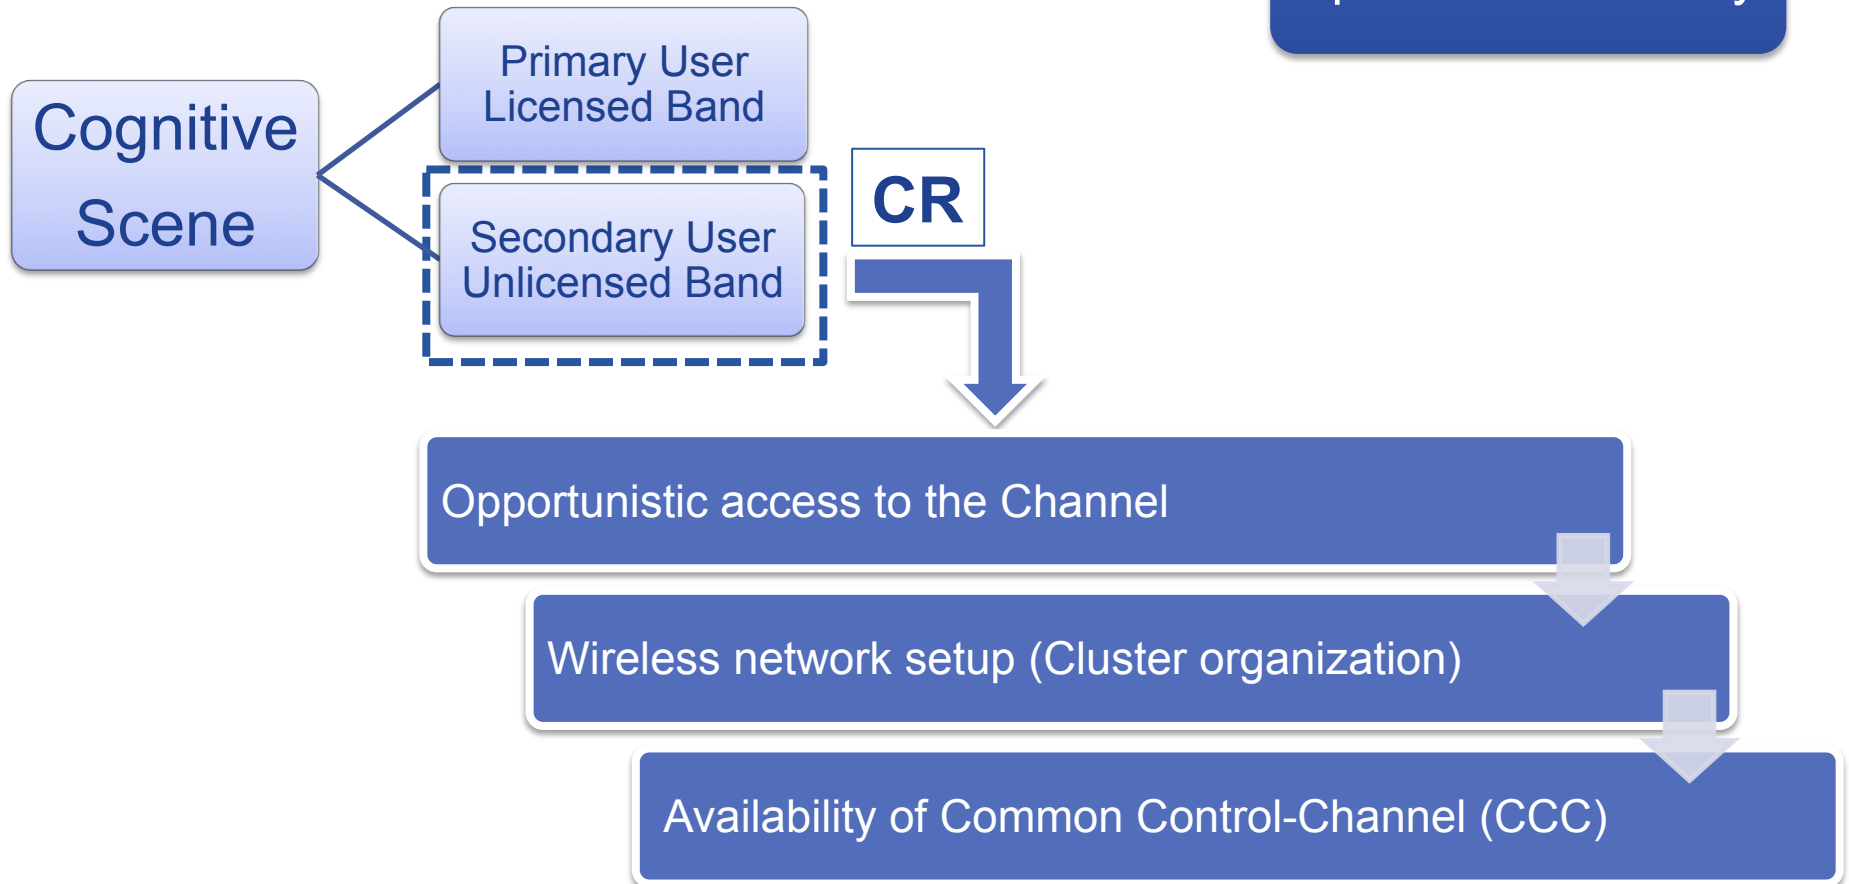 Primary User
Licensed Band
Cognitive
Scene
CR
Secondary User
Unlicensed Band
Opportunistic access to the Channel
Wireless network setup (Cluster organization)
Availability of Common Control-Channel (CCC)